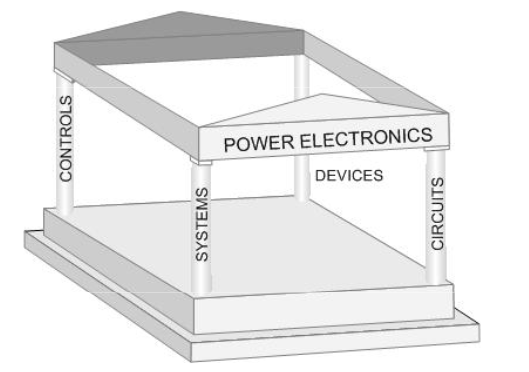 CONTROLS
POWER ELECTRONICS
SYSTEMS
DEVICES
CIRCUITS